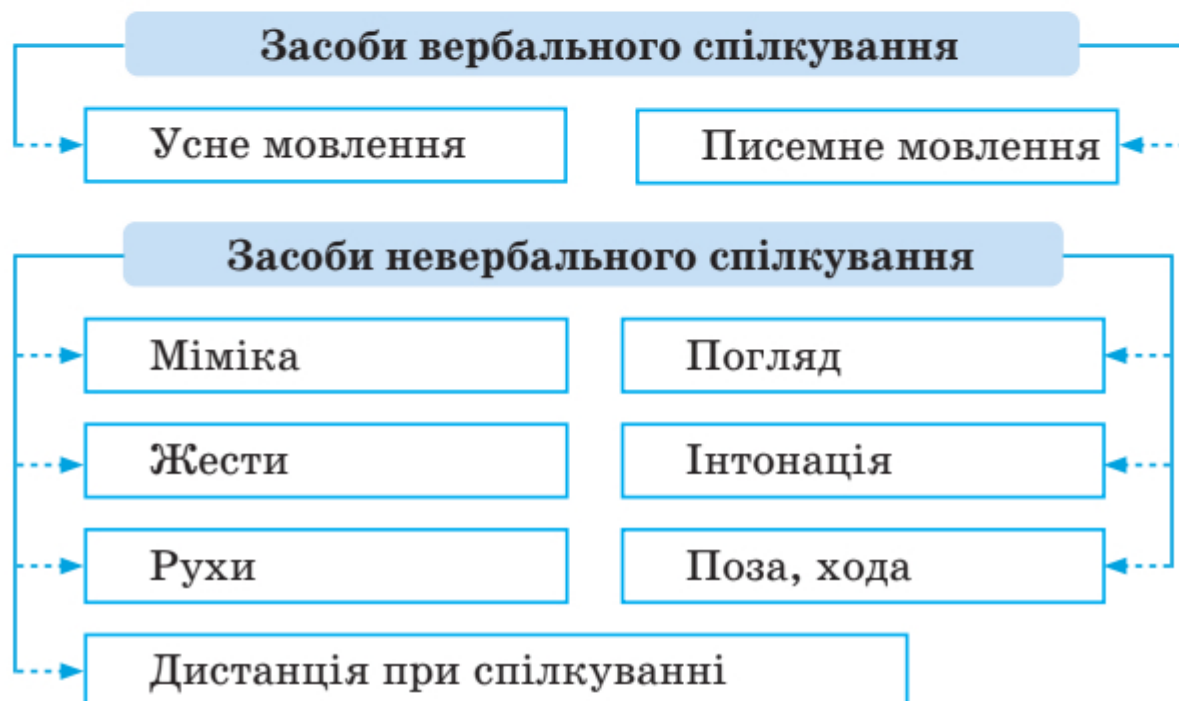 Засоби вербального спілкування
Усне мовлення
Писемне мовлення
Засоби невербального спілкування
Міміка
Погляд
Жести
Інтонація
Рухи
Поза, хода
Дистанція при спілкуванні